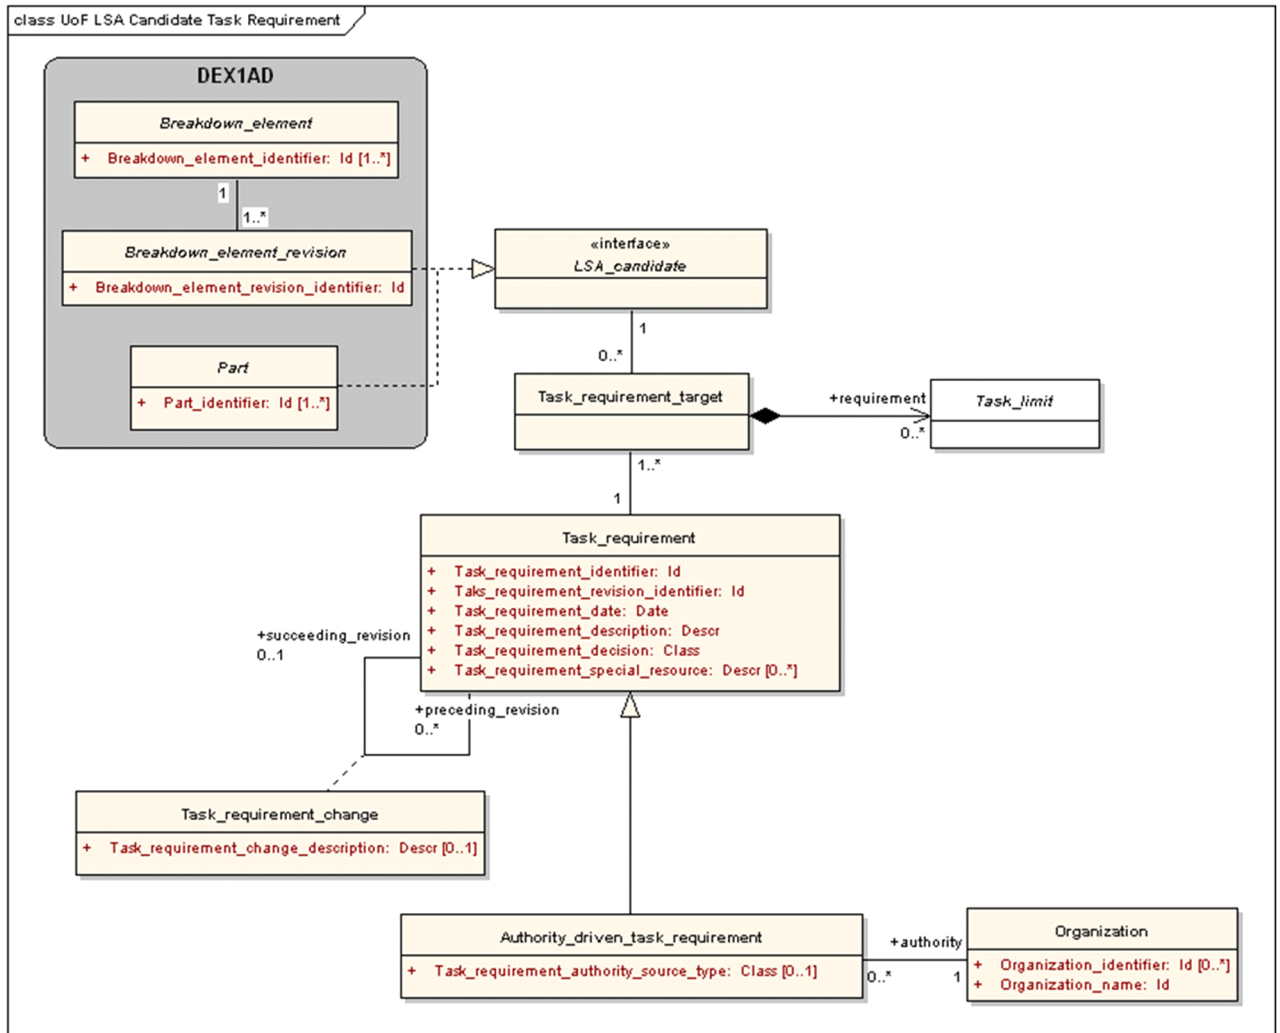 class UoF LSA Candidate Task Requirement
DEX1AD
Breakdown_element
+ Breakdown_element_identifier: Id [1..*]
1
1..*
Breakdown_element_revision
+ Breakdown_element_revision_identifier: Id
Part
+ Part_identifier: Id [1..*]
«interface»
LSA_candidate
1
0..*
Task_requirement_target
+requirement
0..*
Task_limit
1..*
1
Task_requirement
+ Task_requirement_identifier: Id
+ Taks_requirement_revision_identifier: Id
+ Task_requirement_date: Date
+ Task_requirement_description: Descr
+ Task_requirement_decision: Class
+ Task_requirement_special_resource: Descr [0..*]
+succeeding_revision
0..1
+preceding_revision
0..*
Task_requirement_change
+ Task_requirement_change_description: Descr [0..1]
Authority_driven_task_requirement
+ Task_requirement_authority_source_type: Class [0..1]
+authority
0..*
1
Organization
+ Organization_identifier: Id [0..*]
+ Organization_name: Id